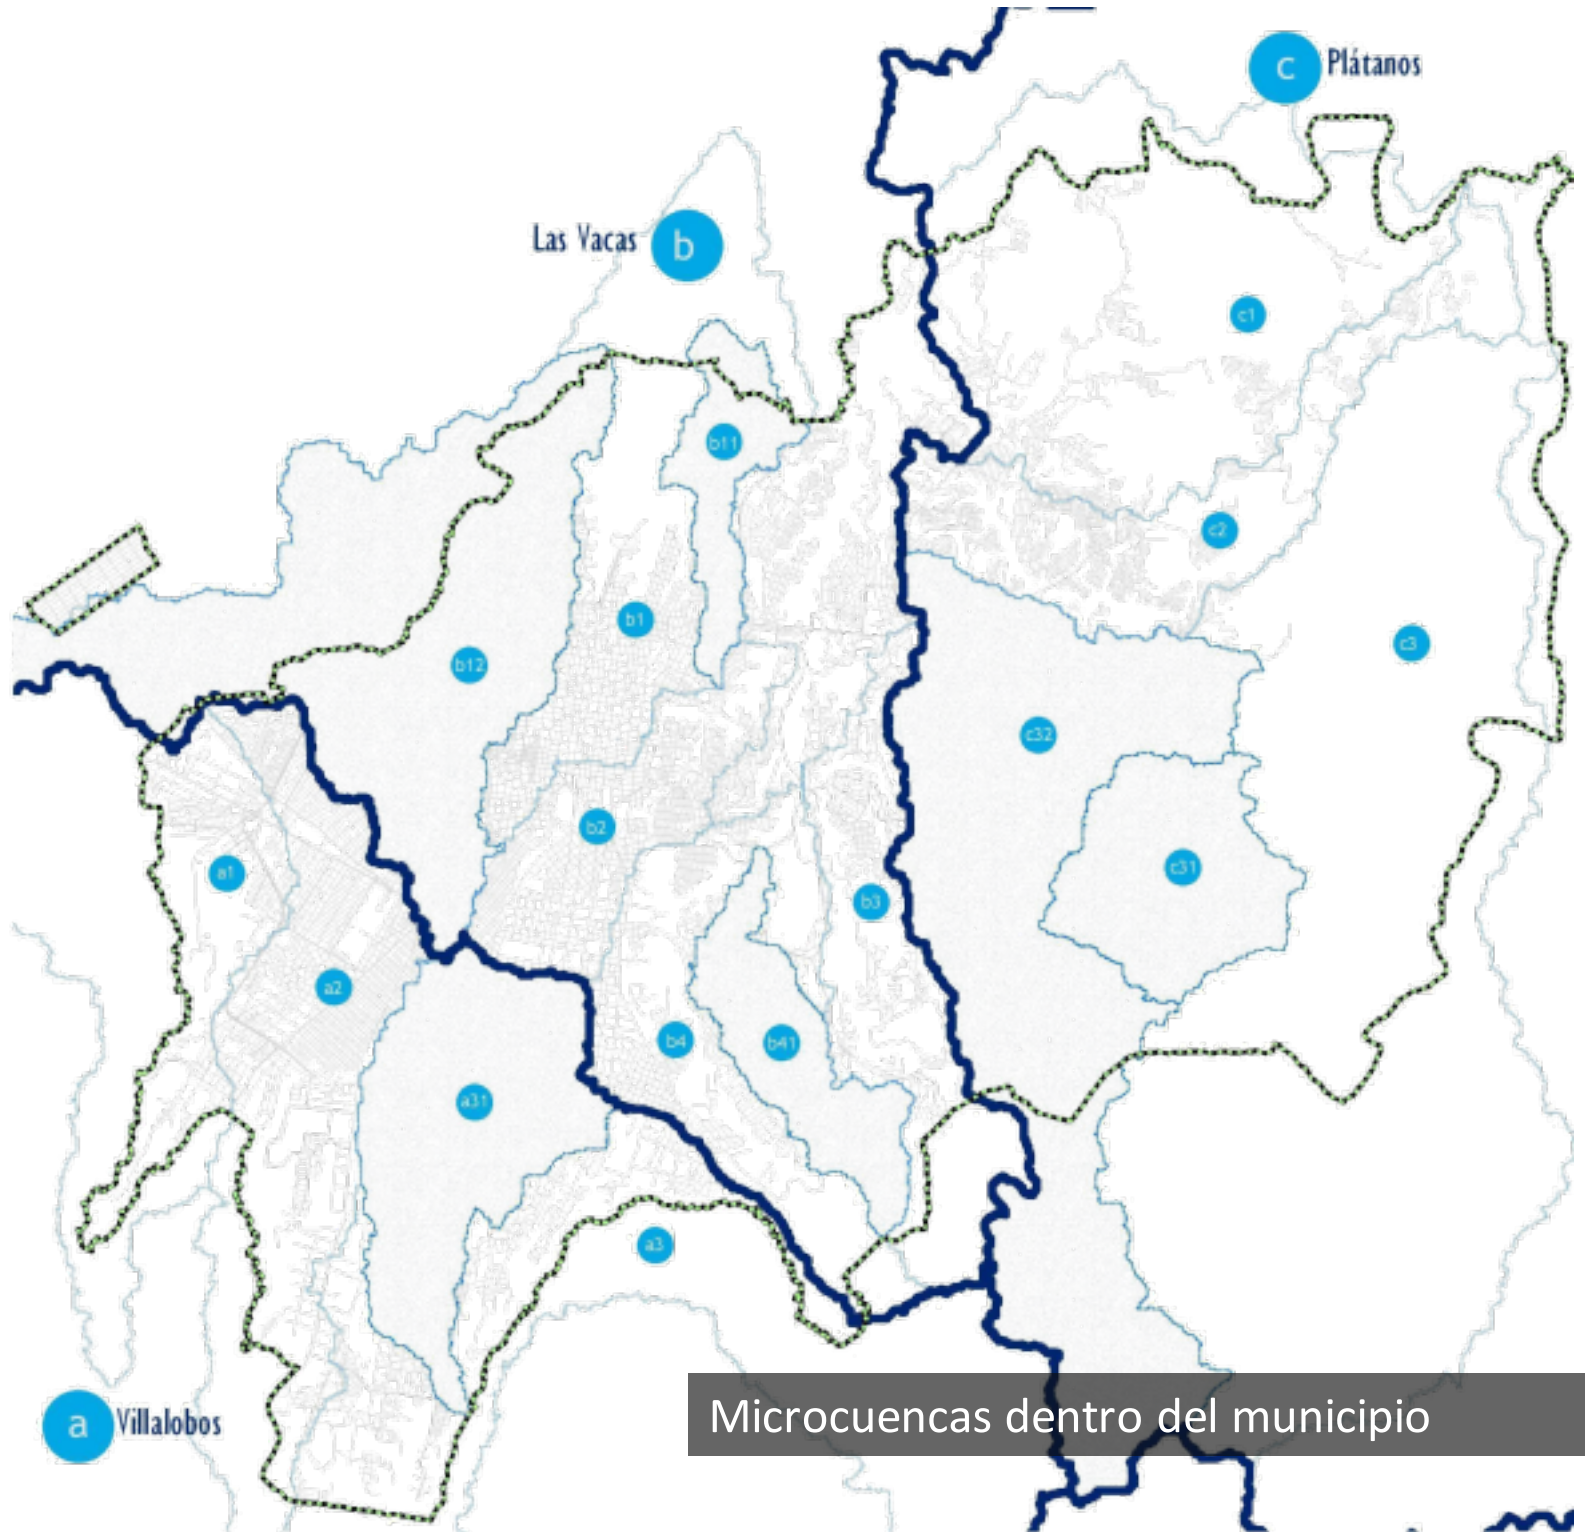 c Plátanos
Las Vacas b
c1
b11
c2
b1
c3
b12
c32
b2
c31
a1
b3
a2
b4
b41
a31
a3
a Villalobos
Microcuencas dentro del municipio